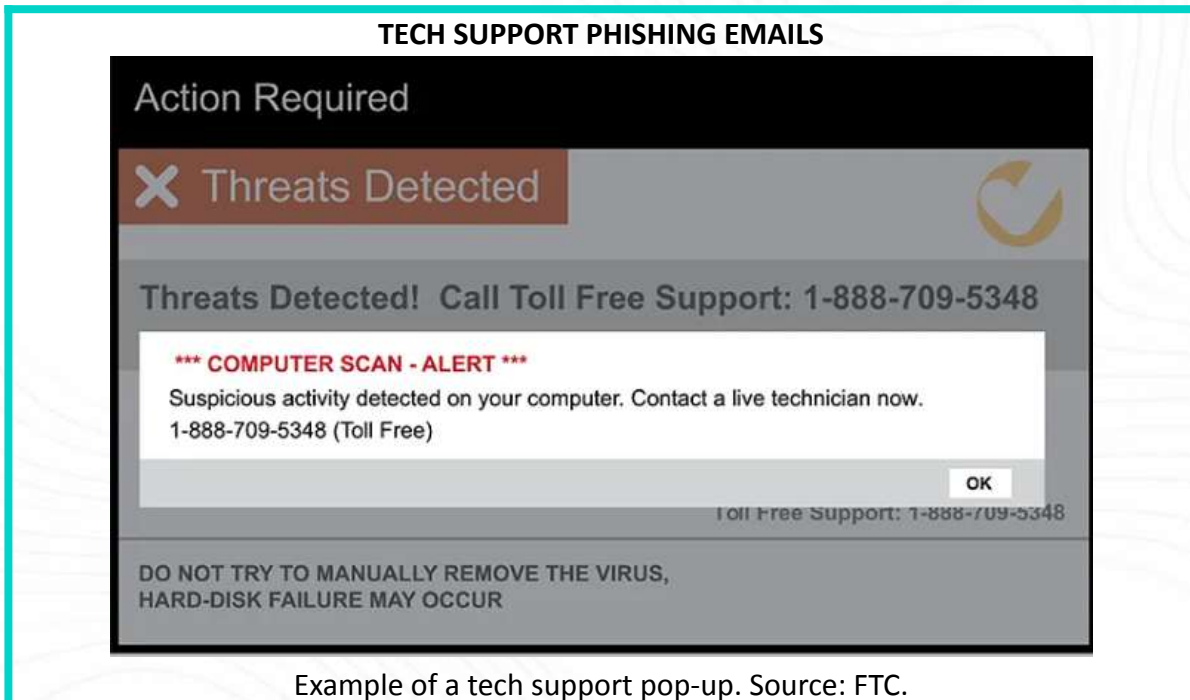 TECH SUPPORT PHISHING EMAILS
Action Required
Threats Detected
Threats Detected! Call Toll Free Support: 1-888-709-5348
*** COMPUTER SCAN - ALERT ***
Suspicious activity detected on your computer. Contact a live technician now.
1-888-709-5348 (Toll Free)
OK
Toll Free Support: 1-888-709-5348
DO NOT TRY TO MANUALLY REMOVE THE VIRUS,
HARD-DISK FAILURE MAY OCCUR
Example of a tech support pop-up. Source: FTC.